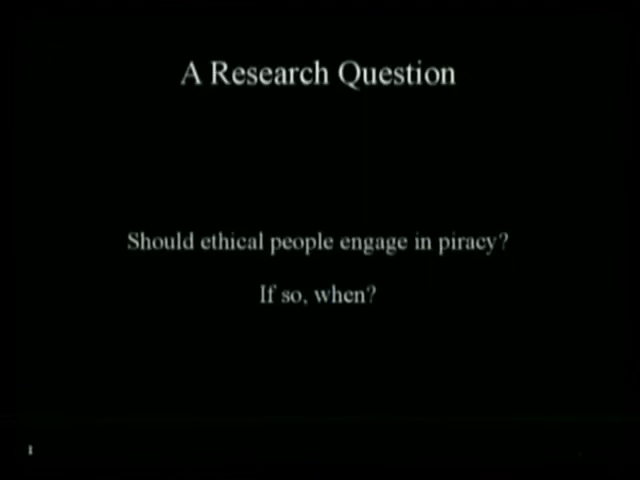 A Research Question
Should ethical people engage in piracy?
If so, when?